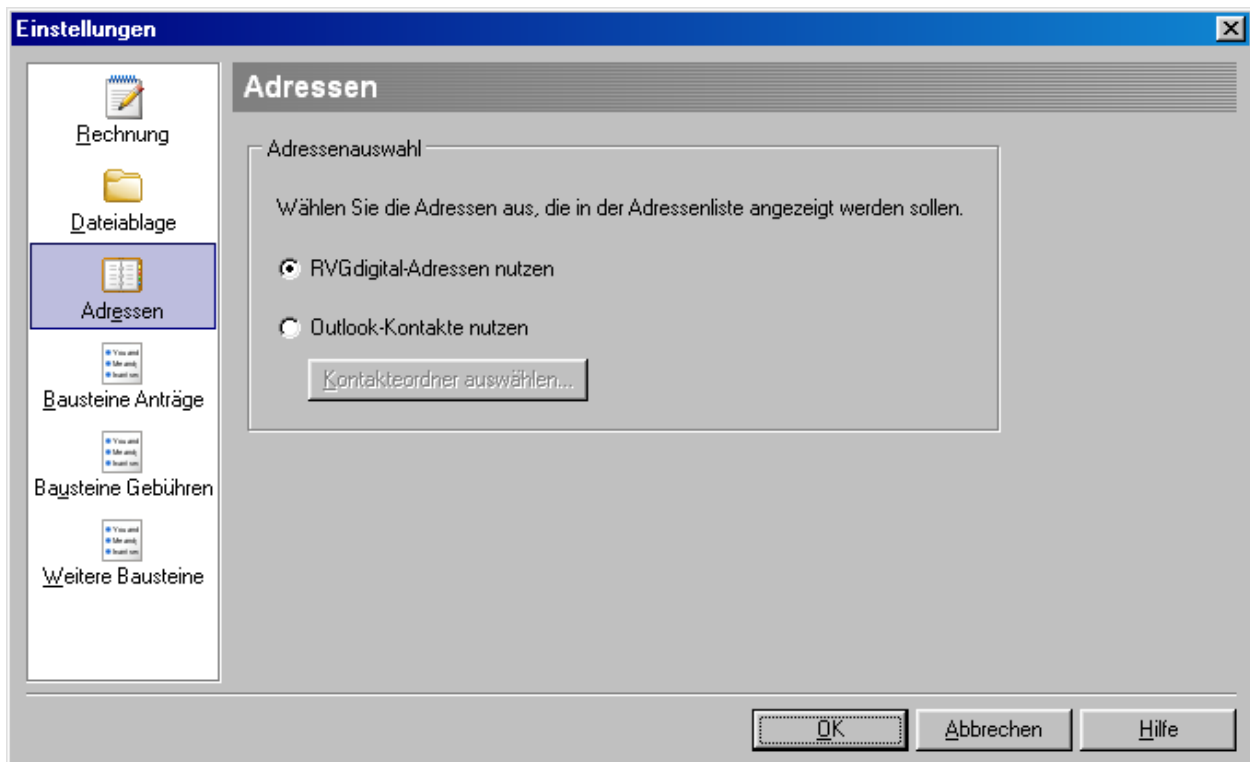 Einstellungen
Rechnung
Dateiablage
Adressen
Bausteine Anträge
Bausteine Gebühren
Weitere Bausteine
Adressen
Adressenauswahl
Wählen Sie die Adressen aus, die in der Adressenliste angezeigt werden sollen.
RVGdigital-Adressen nutzen
Outlook-Kontakte nutzen
Kontakteordner auswählen...
OK
Abbrechen
Hilfe